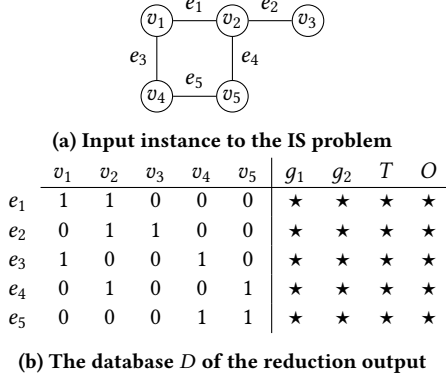 e₁ e₂
v₁ v₂ v₃
e₃ e₄
e₅
v₄ v₅
(a) Input instance to the IS problem
v₁ v₂ v₃ v₄ v₅ g₁ g₂ T O
e₁ 1 1 0 0 0 ★ ★ ★ ★
e₂ 0 1 1 0 0 ★ ★ ★ ★
e₃ 1 0 0 1 0 ★ ★ ★ ★
e₄ 0 1 0 0 1 ★ ★ ★ ★
e₅ 0 0 0 1 1 ★ ★ ★ ★
(b) The database D of the reduction output